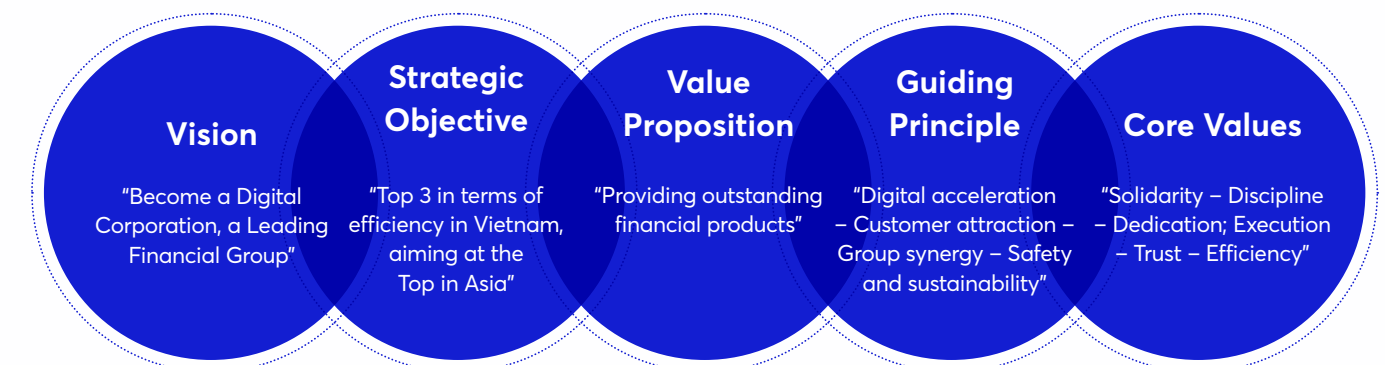 Vision
"Become a Digital
Corporation, a Leading
Financial Group"
Strategic
Objective
"Top 3 in terms of
efficiency in Vietnam,
aiming at the
Top in Asia"
Value
Proposition
"Providing outstanding
financial products"
Guiding
Principle
"Digital acceleration
– Customer attraction –
Group synergy – Safety
and sustainability"
Core Values
"Solidarity – Discipline
– Dedication; Execution
– Trust – Efficiency"